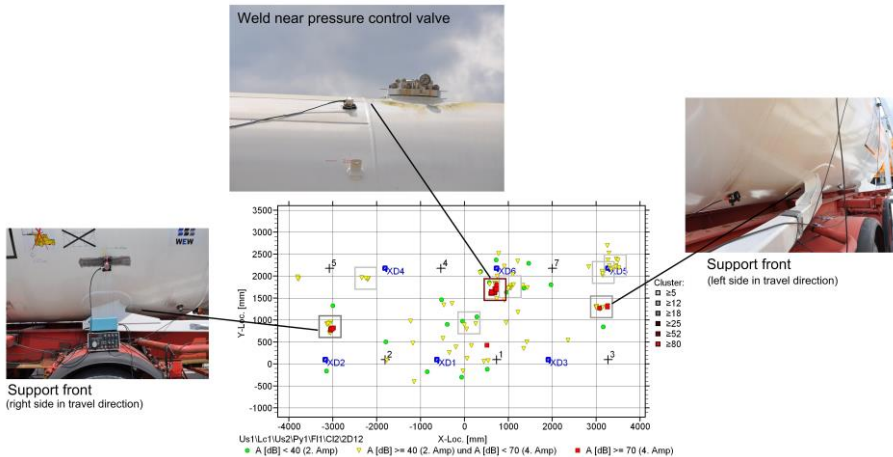 Weld near pressure control valve
WEW
Support front
(right side in travel direction)
Support front
(left side in travel direction)
3500
3000
2500
2000
1500
1000
500
0
-500
-1000
Y-Loc. [mm]
5
XD4
4
XD6
7
XD5
XD2
2
XD1
1
XD3
3
Cluster:
≥5
≥12
≥18
≥25
≥52
≥80
-4000 -3000 -2000 -1000 0 1000 2000 3000 4000
X-Loc. [mm]
Us1\Lc1\Us2\Py1\Fl1\Cl2\2D12
A [dB] < 40 (2. Amp) A [dB] >= 40 (2. Amp) und A [dB] < 70 (4. Amp) A [dB] >= 70 (4. Amp)